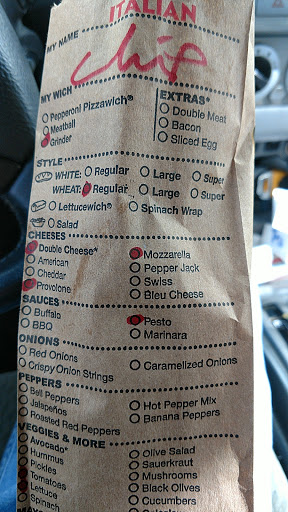 ITALIAN
MY NAME
Chip
MY WICH
Pepperoni Pizzawich®
Meatball
Grinder
EXTRAS*
Double Meat
Bacon
Sliced Egg
STYLE
WHITE: Regular Large Super
WHEAT: Regular Large Super
Lettucewich® Spinach Wrap
Salad
CHEESES
Double Cheese* Mozzarella
American Pepper Jack
Cheddar Swiss
Provolone Bleu Cheese
SAUCES
Buffalo Pesto
BBQ Marinara
ONIONS
Red Onions Caramelized Onions
Crispy Onion Strings
PEPPERS
Bell Peppers Hot Pepper Mix
Jalapeños Banana Peppers
Roasted Red Peppers
VEGGIES & MORE
Avocado* Olive Salad
Hummus Sauerkraut
Pickles Mushrooms
Tomatoes Black Olives
Lettuce Cucumbers
Spinach